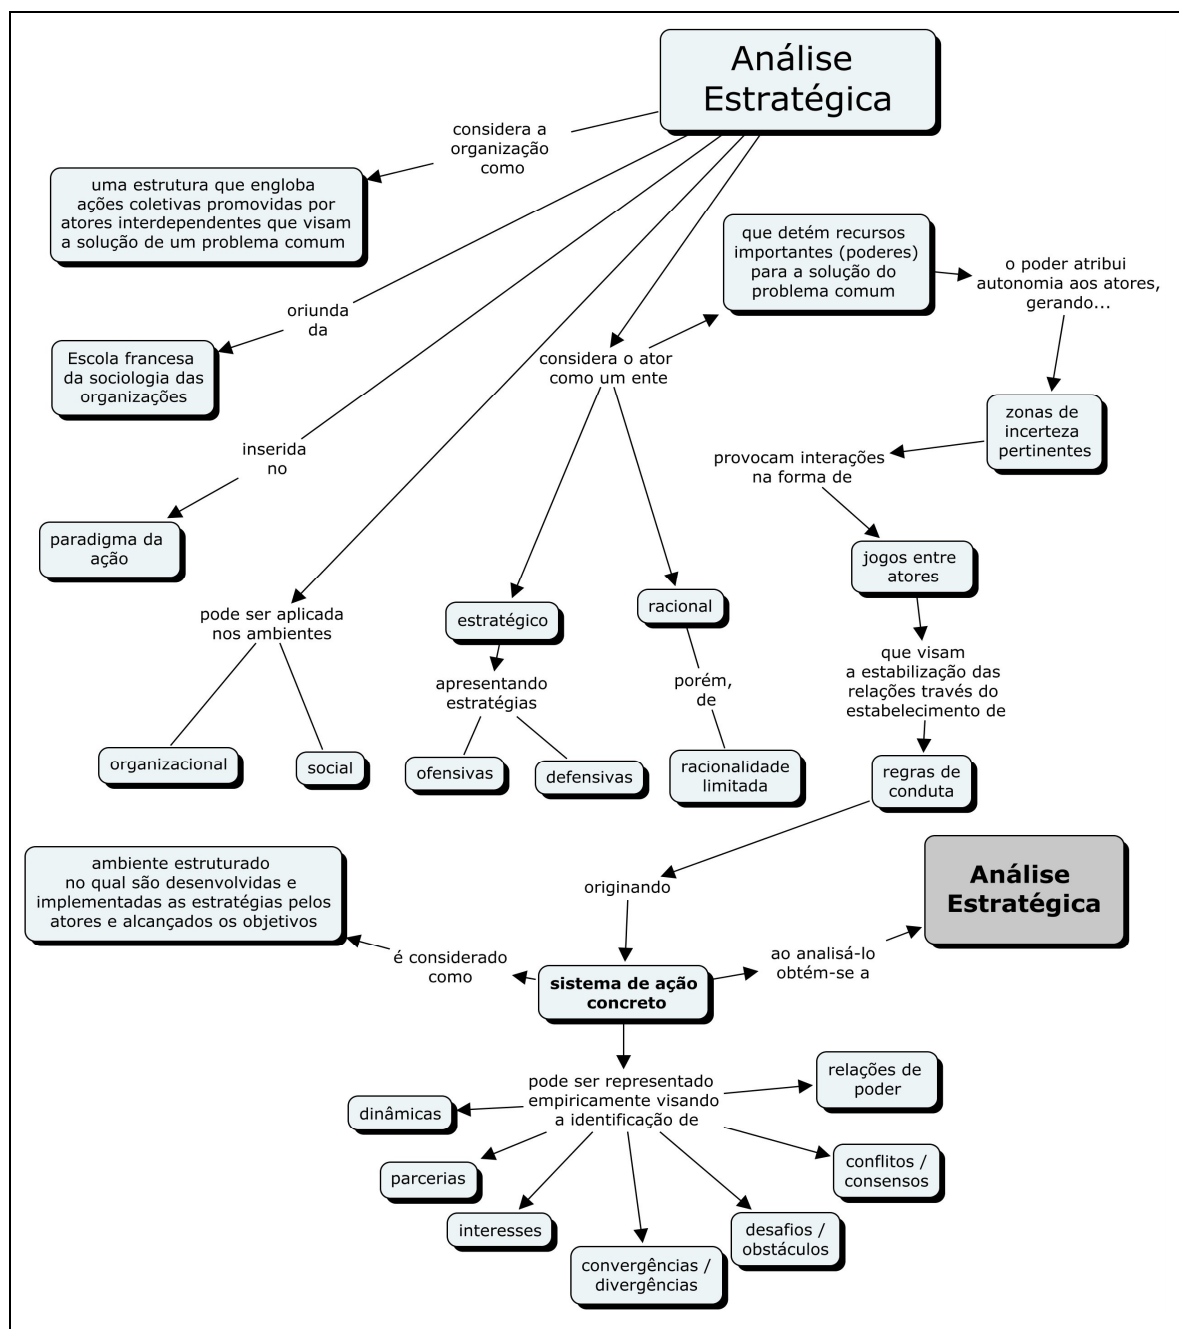 Análise
Estratégica
considera a
organização
como
uma estrutura que engloba
ações coletivas promovidas por
atores interdependentes que visam
a solução de um problema comum
que detém recursos
importantes (poderes)
para a solução do
problema comum
o poder atribui
autonomia aos atores,
gerando...
oriunda
da
Escola francesa
da sociologia das
organizações
considera o ator
como um ente
zonas de
incerteza
pertinentes
inserida
no
provocam interações
na forma de
paradigma da
ação
jogos entre
atores
pode ser aplicada
nos ambientes
estratégico
racional
que visam
a estabilização das
relações través do
estabelecimento de
apresentando
estratégias
porém,
de
organizacional
social
ofensivas
defensivas
racionalidade
limitada
regras de
conduta
ambiente estruturado
no qual são desenvolvidas e
implementadas as estratégias pelos
atores e alcançados os objetivos
originando
Análise
Estratégica
é considerado
como
sistema de ação
concreto
ao analisá-lo
obtém-se a
pode ser representado
empiricamente visando
a identificação de
relações de
poder
dinâmicas
parcerias
conflitos /
consensos
interesses
desafios /
obstáculos
convergências /
divergências